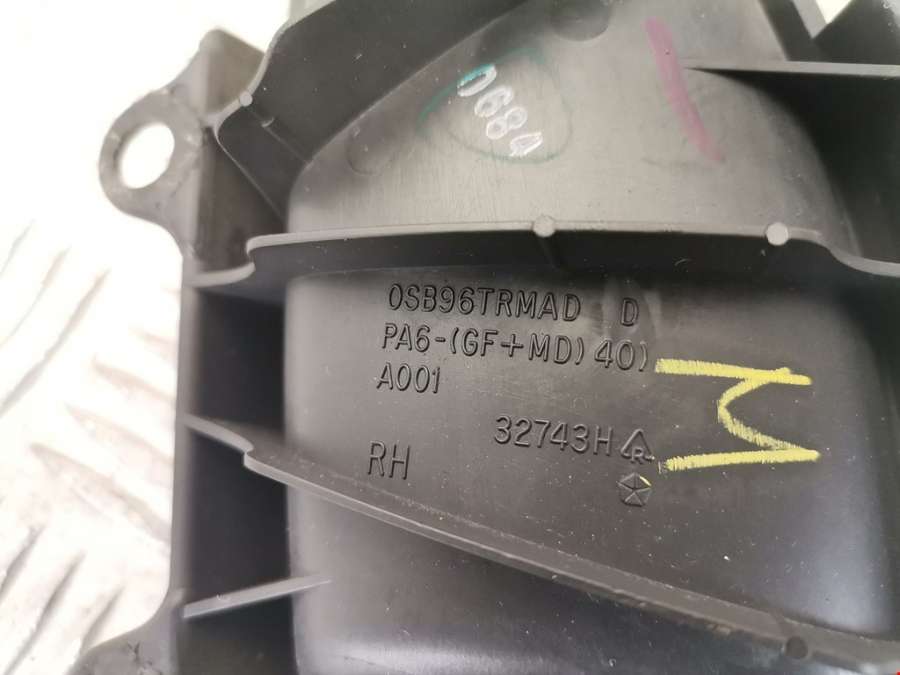 0684
0SB96TRMAD D
PA6-(GF+MD)40)
A001
32743H
RH
M